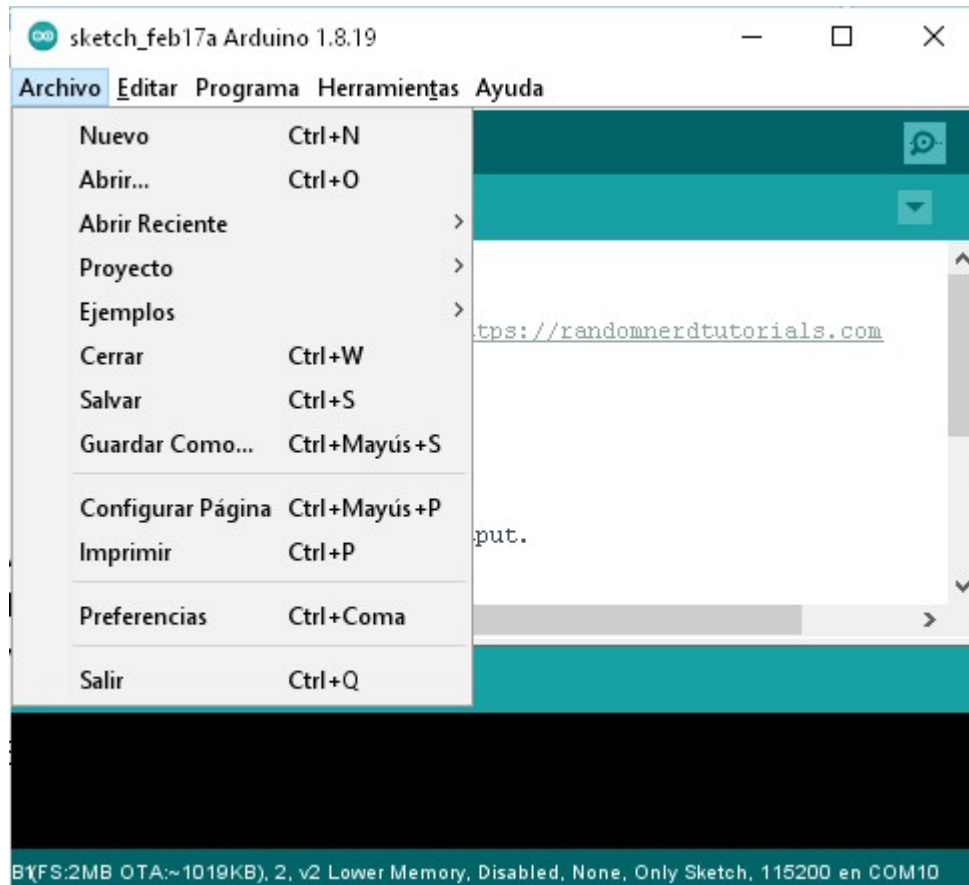 sketch_feb17a Arduino 1.8.19
Archivo Editar Programa Herramientas Ayuda
Nuevo Ctrl+N
Abrir... Ctrl+O
Abrir Reciente
Proyecto
Ejemplos
tps://randomnerdtutorials.com
Cerrar Ctrl+W
Salvar Ctrl+S
Guardar Como... Ctrl+Mayús+S
Configurar Página Ctrl+Mayús+P
put.
Imprimir Ctrl+P
Preferencias Ctrl+Coma
Salir Ctrl+Q
(FS:2MB OTA:~1019KB), 2, v2 Lower Memory, Disabled, None, Only Sketch, 115200 en COM10